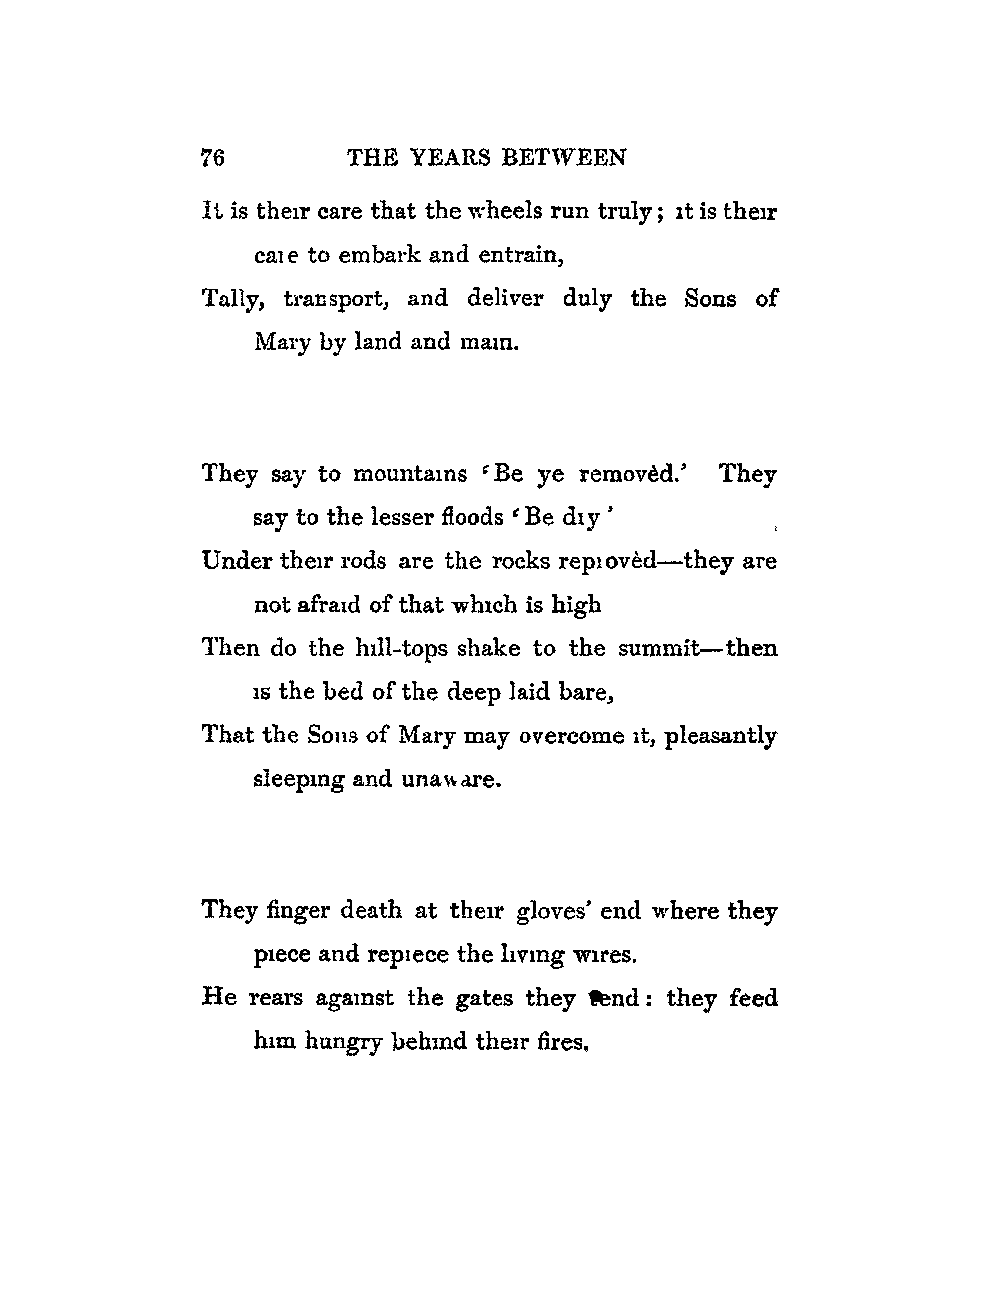 76 THE YEARS BETWEEN
It is their care that the wheels run truly; it is their
care to embark and entrain,
Tally, transport, and deliver duly the Sons of
Mary by land and main.
They say to mountains ‘Be ye removèd.’ They
say to the lesser floods ‘Be dry’
Under their rods are the rocks reprovèd—they are
not afraid of that which is high
Then do the hill-tops shake to the summit—then
is the bed of the deep laid bare,
That the Sons of Mary may overcome it, pleasantly
sleeping and unaware.
They finger death at their gloves’ end where they
piece and repiece the living wires.
He rears against the gates they tend: they feed
him hungry behind their fires.